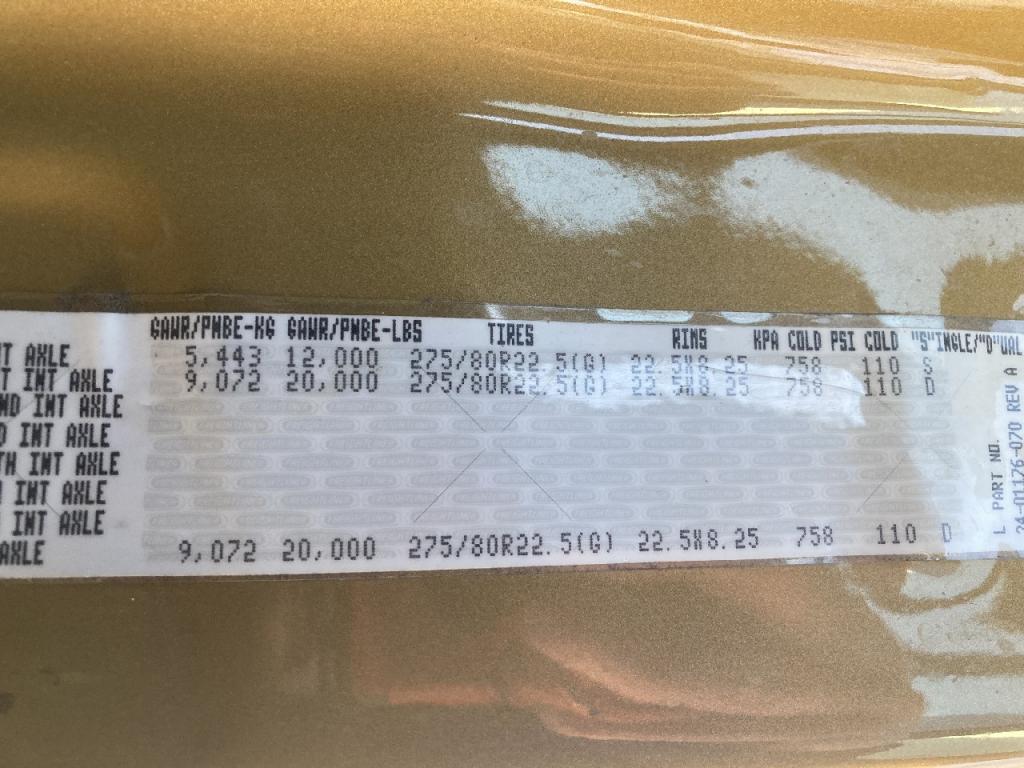 GAWR/PNBE-KG GAWR/PNBE-LBS TIRES RIMS KPA COLD PSI COLD "S"INGLE/"D"UAL
NT AXLE 5,443 12,000 275/80R22.5(G) 22.5X8.25 758 110 S
T INT AXLE 9,072 20,000 275/80R22.5(G) 22.5X8.25 758 110 D
ND INT AXLE
D INT AXLE
TH INT AXLE
INT AXLE
INT AXLE
AXLE 9,072 20,000 275/80R22.5(G) 22.5X8.25 758 110 D
L PART NO.
24-01176-070 REV A